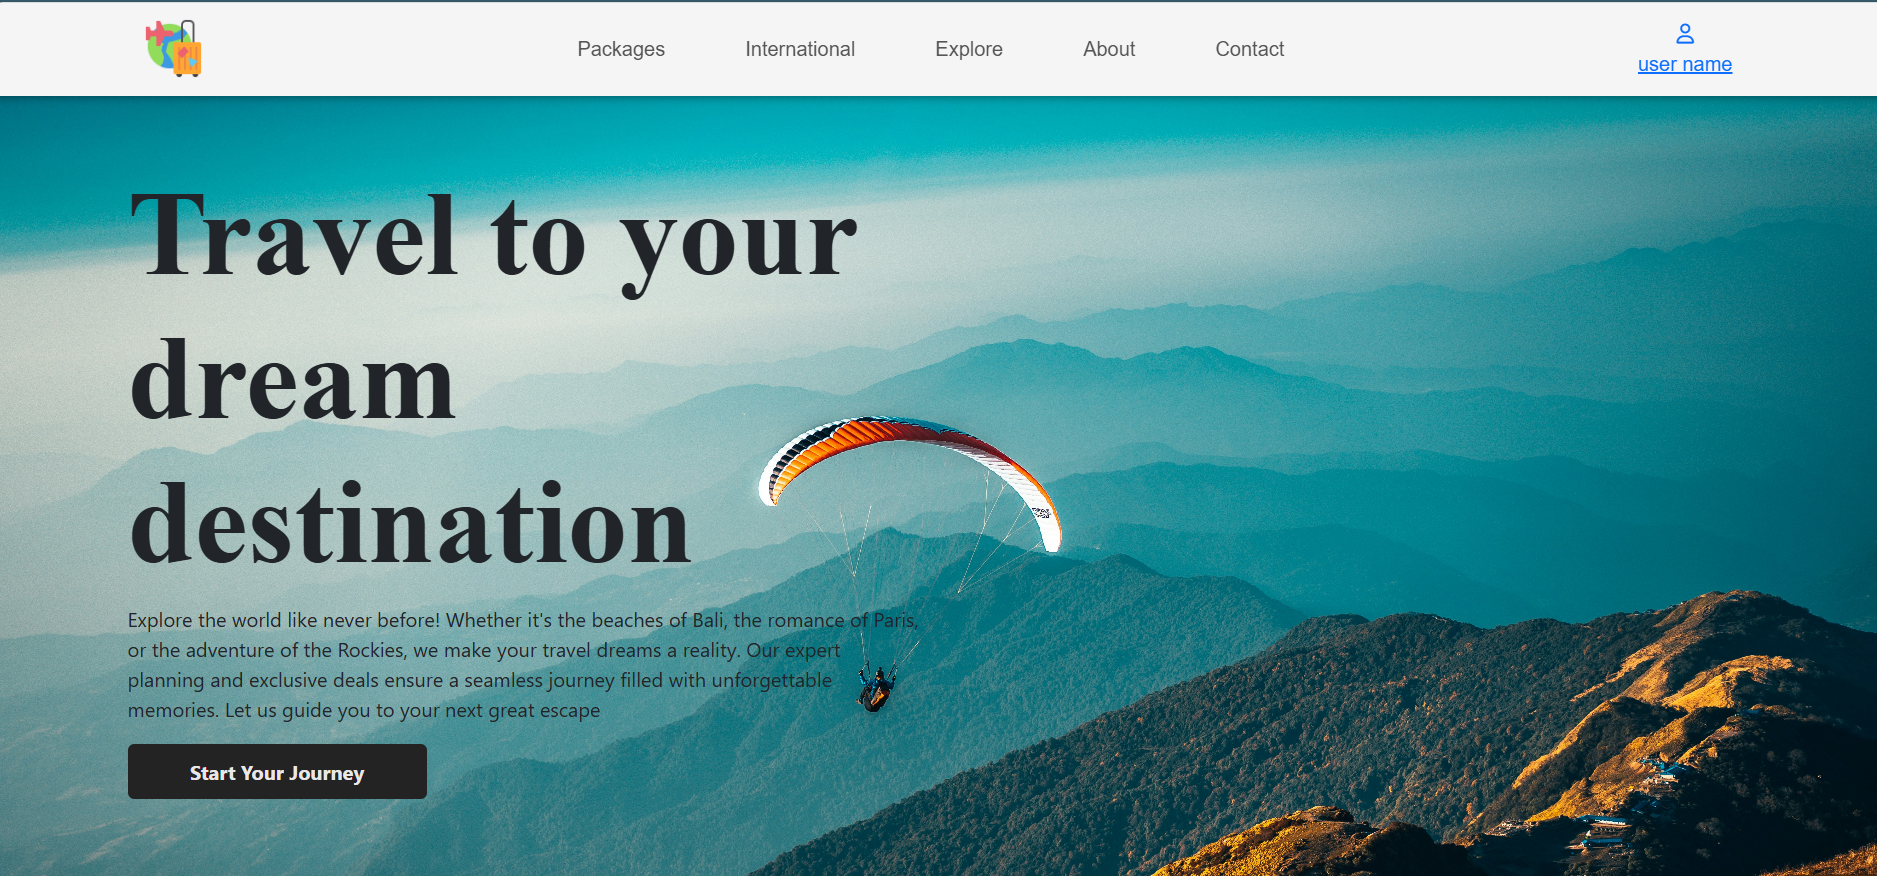 Packages
International
Explore
About
Contact
user name
Travel to your
dream
destination
Explore the world like never before! Whether it's the beaches of Bali, the romance of Paris,
or the adventure of the Rockies, we make your travel dreams a reality. Our expert
planning and exclusive deals ensure a seamless journey filled with unforgettable
memories. Let us guide you to your next great escape
Start Your Journey